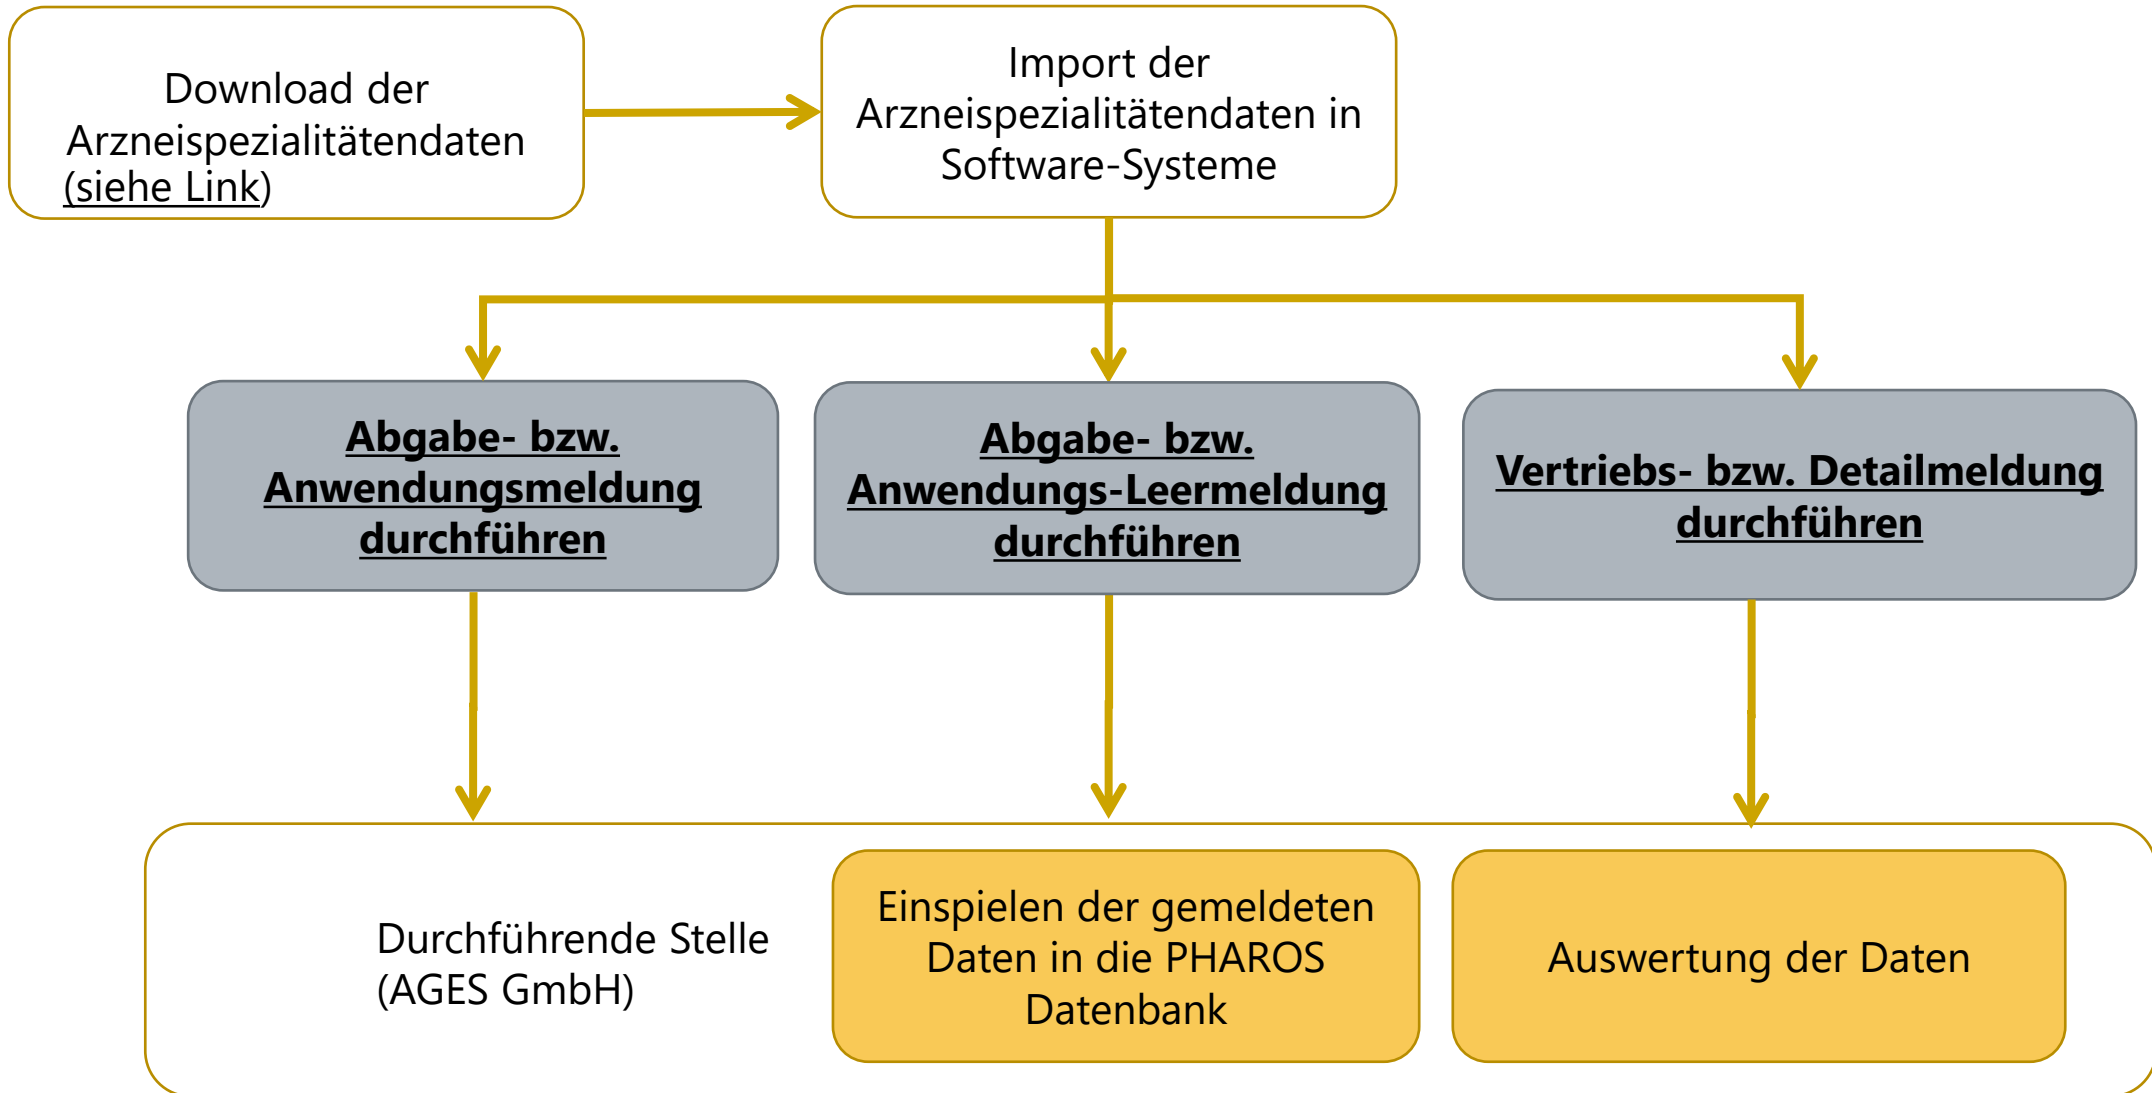 Download der
Arzneispezialitätendaten
(siehe Link)
Import der
Arzneispezialitätendaten in
Software-Systeme
Abgabe- bzw.
Anwendungsmeldung
durchführen
Abgabe- bzw.
Anwendungs-Leermeldung
durchführen
Vertriebs- bzw. Detailmeldung
durchführen
Durchführende Stelle
(AGES GmbH)
Einspielen der gemeldeten
Daten in die PHAROS
Datenbank
Auswertung der Daten